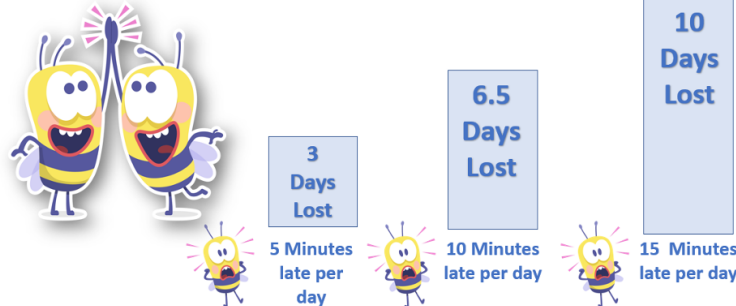 3
Days
Lost
5 Minutes
late per
day
6.5
Days
Lost
10 Minutes
late per day
10
Days
Lost
15 Minutes
late per day